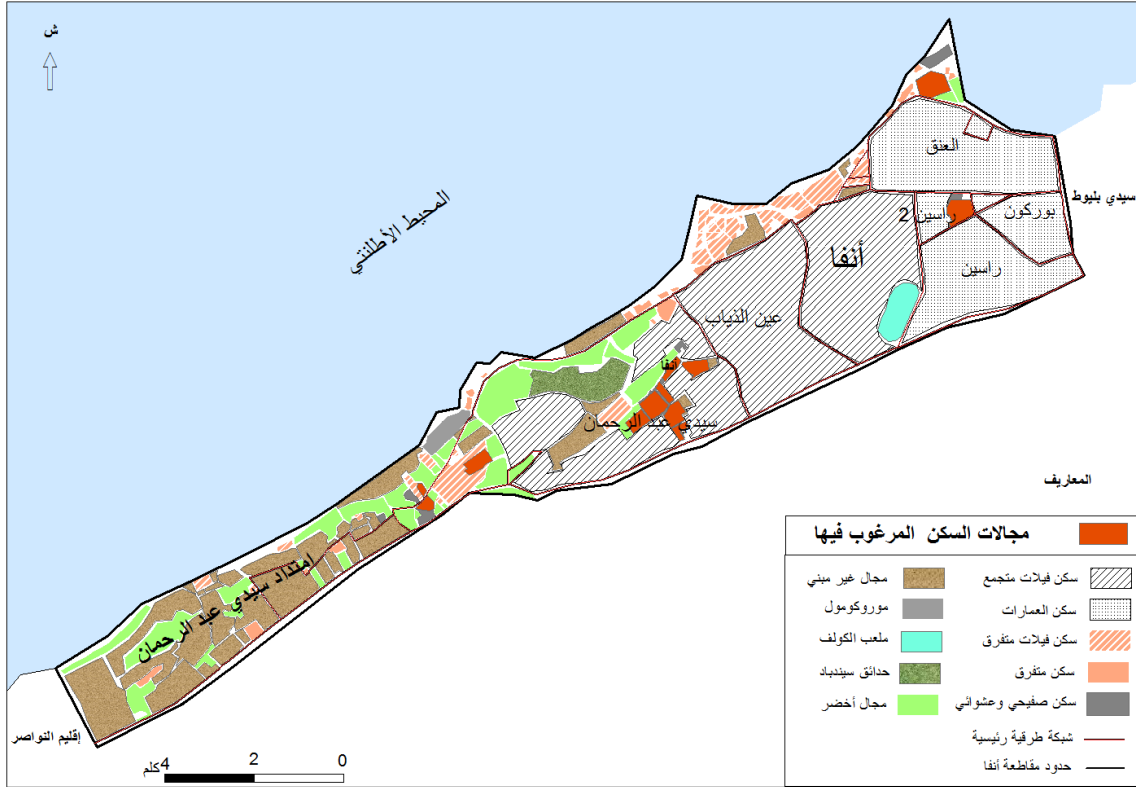 ش
العنق
سيدي بليوط
بوركون
راسين 2
المحيط الأطلنتي
أنفا
راسين
عين الذياب
أنفا
سيدي عبد الرحمان
المعاريف
امتداد سيدي عبد الرحمان
إقليم النواصر
كلم 4 2 0
مجالات السكن المرغوب فيها
سكن فيلات متجمع
مجال غير مبني
سكن العمارات
موروكومول
سكن فيلات متفرق
ملعب الكولف
سكن متفرق
حدائق سيندباد
سكن صفيحي وعشوائي
مجال أخضر
شبكة طرقية رئيسية
حدود مقاطعة أنفا